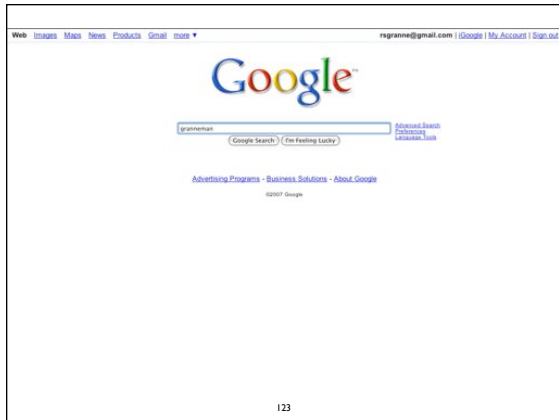 Web Images Maps News Products Gmail more ▼ rsgranne@gmail.com | iGoogle | My Account | Sign out
Google™
granneman
Advanced Search
Preferences
Language Tools
Google Search I'm Feeling Lucky
Advertising Programs - Business Solutions - About Google
©2007 Google
123